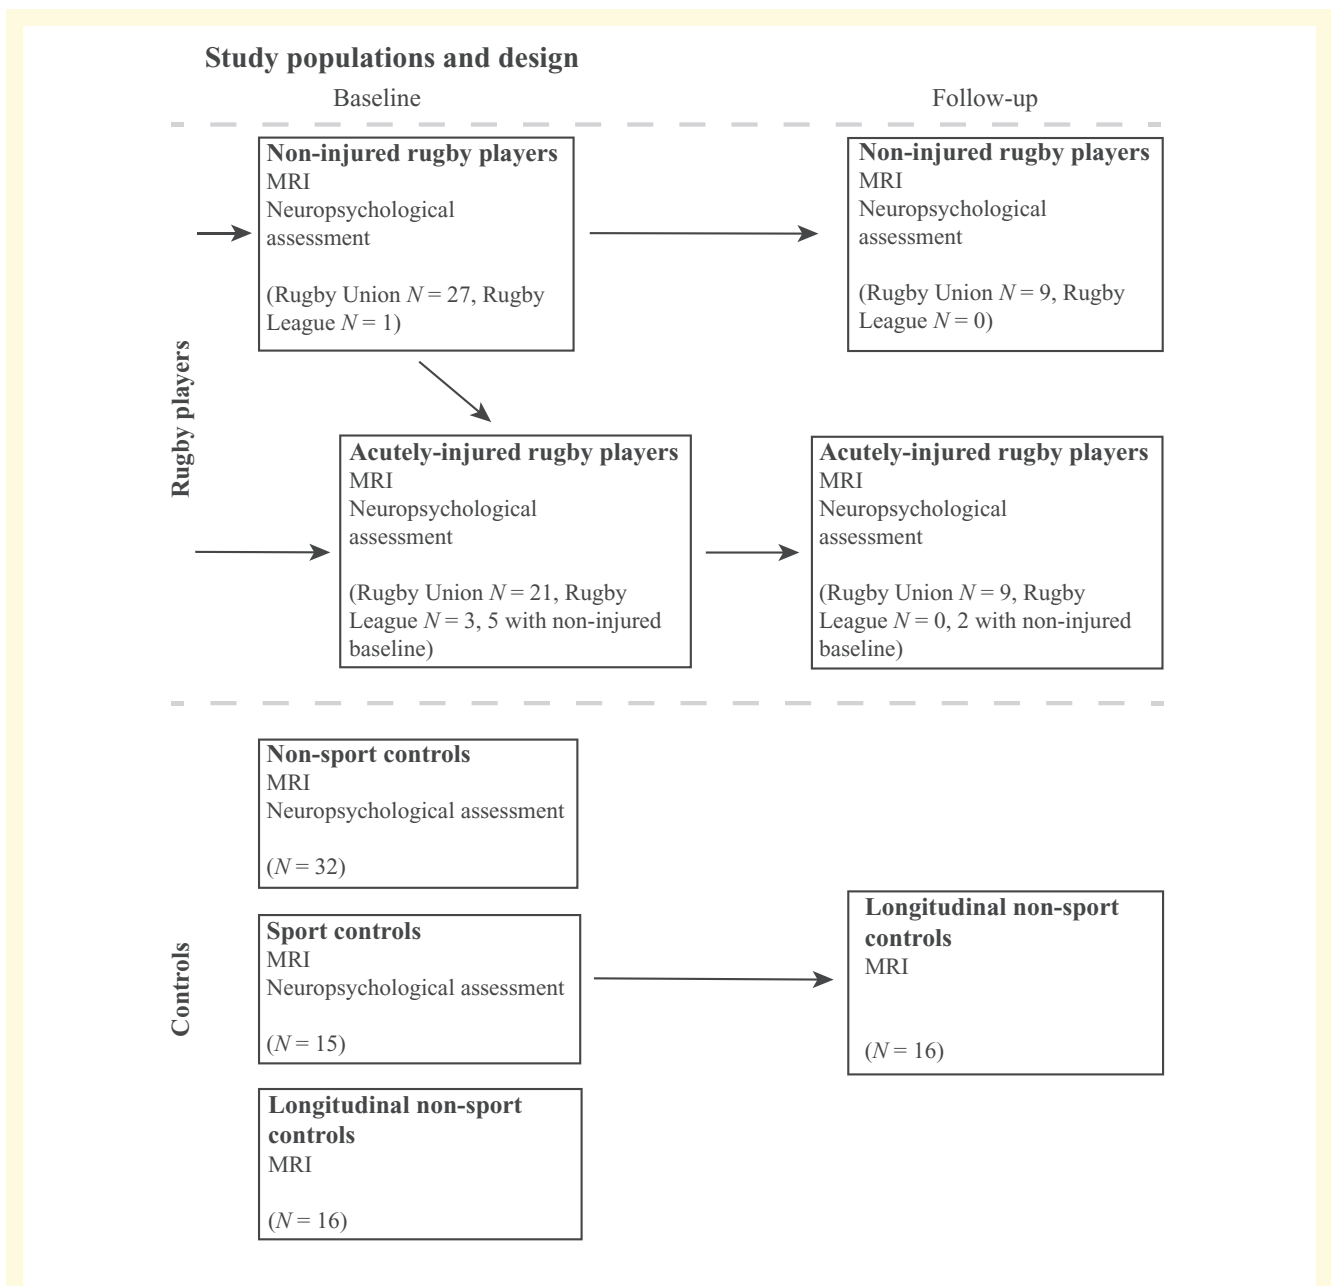 Study populations and design
Baseline
Follow-up
Rugby players
Non-injured rugby players
MRI
Neuropsychological
assessment
(Rugby Union N = 27, Rugby
League N = 1)
Non-injured rugby players
MRI
Neuropsychological
assessment
(Rugby Union N = 9, Rugby
League N = 0)
Acutely-injured rugby players
MRI
Neuropsychological
assessment
(Rugby Union N = 21, Rugby
League N = 3, 5 with non-injured
baseline)
Acutely-injured rugby players
MRI
Neuropsychological
assessment
(Rugby Union N = 9, Rugby
League N = 0, 2 with non-injured
baseline)
Controls
Non-sport controls
MRI
Neuropsychological assessment
(N = 32)
Sport controls
MRI
Neuropsychological assessment
(N = 15)
Longitudinal non-sport
controls
MRI
(N = 16)
Longitudinal non-sport
controls
MRI
(N = 16)